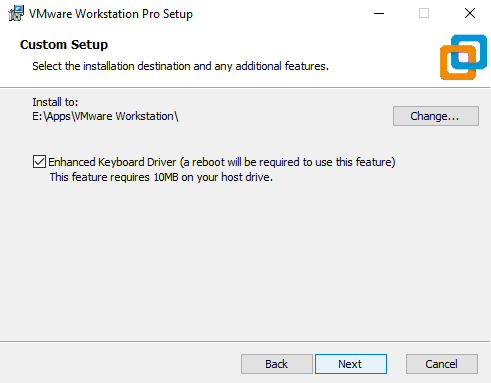 VMware Workstation Pro Setup
Custom Setup
Select the installation destination and any additional features.
Install to:
E:\Apps\VMware Workstation\
Change...
Enhanced Keyboard Driver (a reboot will be required to use this feature)
This feature requires 10MB on your host drive.
Back
Next
Cancel